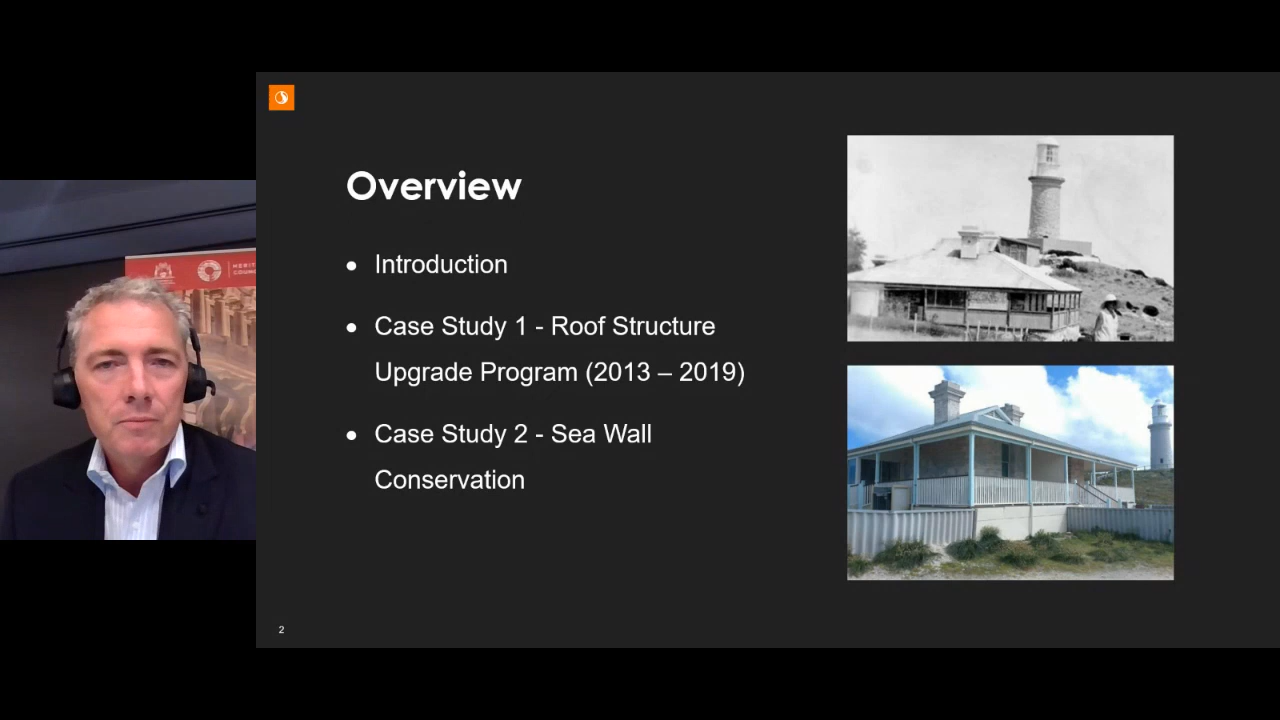 Overview
• Introduction
• Case Study 1 - Roof Structure
Upgrade Program (2013 – 2019)
• Case Study 2 - Sea Wall
Conservation
2